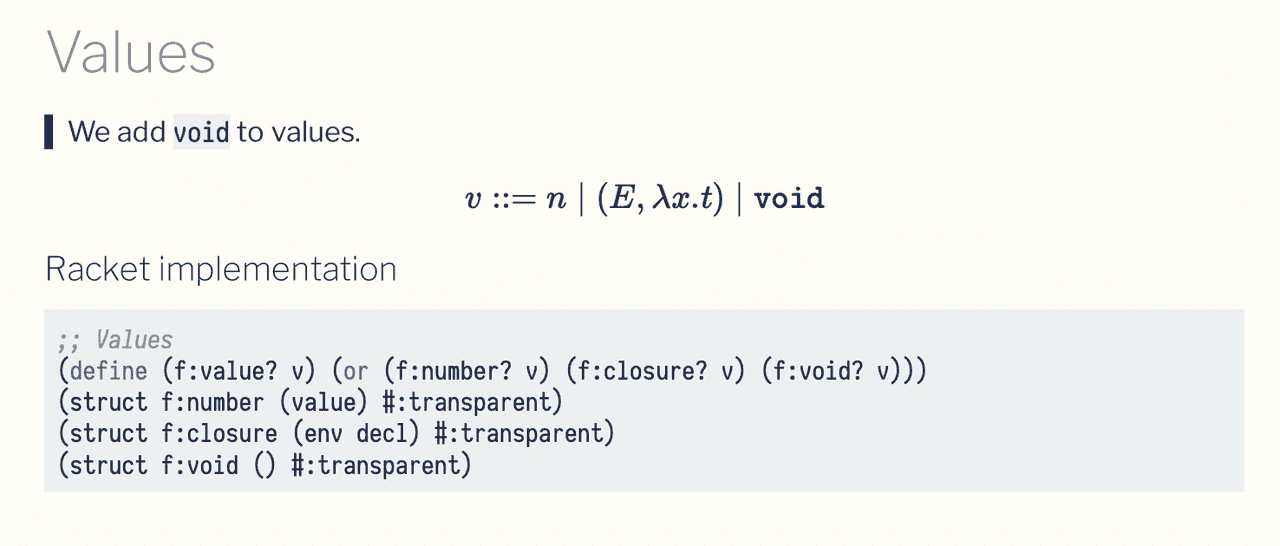 Values
We add void to values.
v ::= n | (E, λx.t) | void
Racket implementation
;; Values
(define (f:value? v) (or (f:number? v) (f:closure? v) (f:void? v)))
(struct f:number (value) #:transparent)
(struct f:closure (env decl) #:transparent)
(struct f:void () #:transparent)